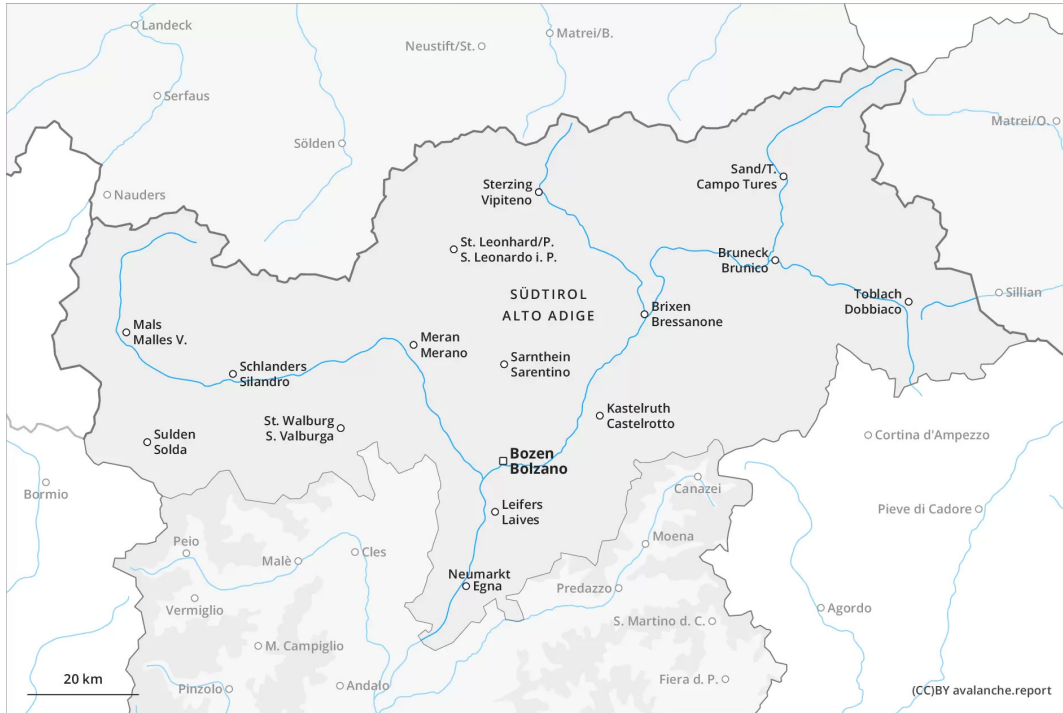 Landeck
Matrei/B.
Neustift/St.
Serfaus
Matrei/O.
Sölden
Sand/T.
Campo Tures
Sterzing
Vipiteno
Nauders
St. Leonhard/P.
S. Leonardo i. P.
Bruneck
Brunico
SÜDTIROL
ALTO ADIGE
Toblach
Dobbiaco
Sillian
Brixen
Bressanone
Mals
Malles V.
Meran
Merano
Sarnthein
Sarentino
Schlanders
Silandro
Kastelruth
Castelrotto
St. Walburg
S. Valburga
Sulden
Solda
Cortina d'Ampezzo
Bozen
Bolzano
Bormio
Canazei
Leifers
Laives
Pieve di Cadore
Moena
Peio
Cles
Malè
Neumarkt
Egna
Predazzo
Vermiglio
Agordo
S. Martino d. C.
M. Campiglio
20 km
Pinzolo
Andalo
Fiera d. P.
(CC)BY avalanche.report